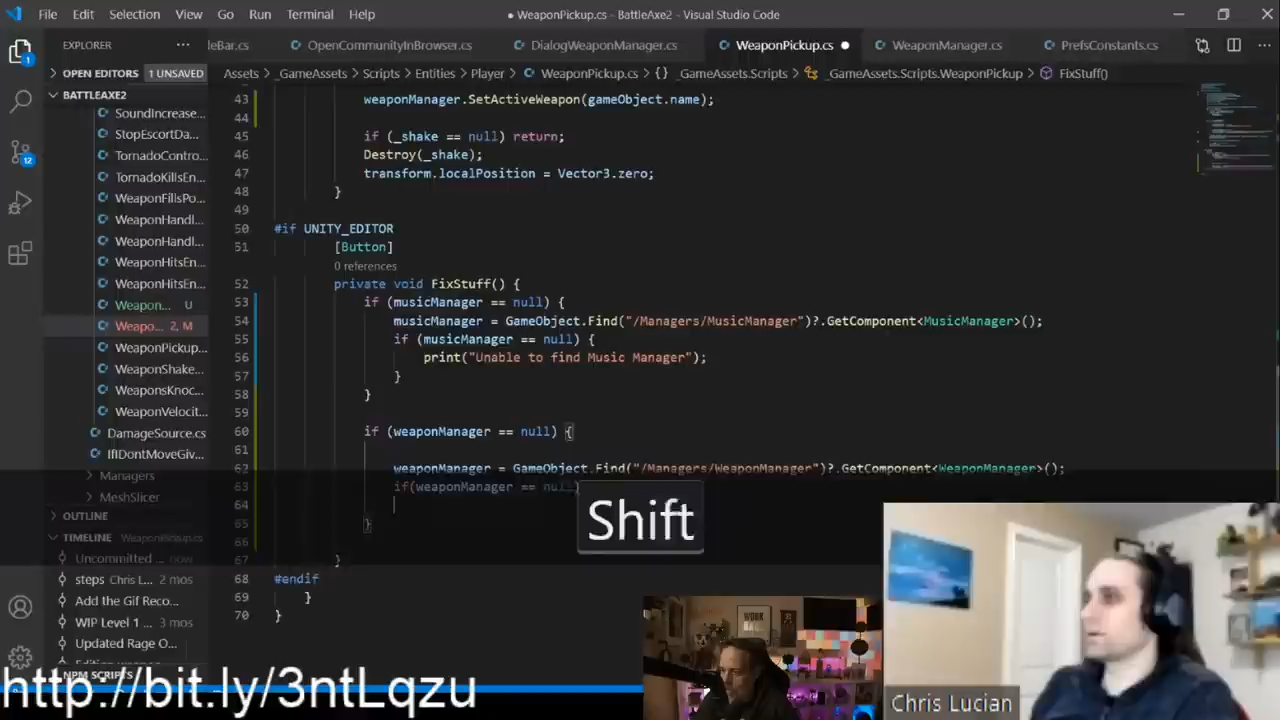 File Edit Selection View Go Run Terminal Help
● WeaponPickup.cs - BattleAxe2 - Visual Studio Code
EXPLORER
leBar.cs OpenCommunityInBrowser.cs DialogWeaponManager.cs WeaponPickup.cs WeaponManager.cs PrefsConstants.cs
OPEN EDITORS 1 UNSAVED
Assets > _GameAssets > Scripts > Entities > Player > WeaponPickup.cs > {} _GameAssets.Scripts > _GameAssets.Scripts.WeaponPickup > FixStuff()
BATTLEAXE2
SoundIncrease...
StopEscortDa...
TornadoContro...
TornadoKillsEn...
WeaponFillsPo...
WeaponHandl...
WeaponHandl...
WeaponHitsEn...
WeaponHitsEn...
Weapon... U
Weapo... 2, M
WeaponPickup...
WeaponShake...
WeaponsKnoc...
WeaponVelocit...
DamageSource.cs
IfIDontMoveGiv...
Managers
MeshSlicer
OUTLINE
TIMELINE WeaponPickup.cs
Uncommitted ... now
steps Chris L... 2 mos
Add the Gif Reco...
WIP Level 1 ... 3 mos
Updated Rage O...
NPM SCRIPTS
43 weaponManager.SetActiveWeapon(gameObject.name);
44
45 if (_shake == null) return;
46 Destroy(_shake);
47 transform.localPosition = Vector3.zero;
48 }
49
50 #if UNITY_EDITOR
51 [Button]
0 references
52 private void FixStuff() {
53 if (musicManager == null) {
54 musicManager = GameObject.Find("/Managers/MusicManager")?.GetComponent<MusicManager>();
55 if (musicManager == null) {
56 print("Unable to find Music Manager");
57 }
58 }
59
60 if (weaponManager == null) {
61
62 weaponManager = GameObject.Find("/Managers/WeaponManager")?.GetComponent<WeaponManager>();
63 if(weaponManager == null)
64
65 }
66
67 }
68 #endif
69 }
70 }
Shift
12
1
WORK
http://bit.ly/3ntLqzu
Chris Lucian